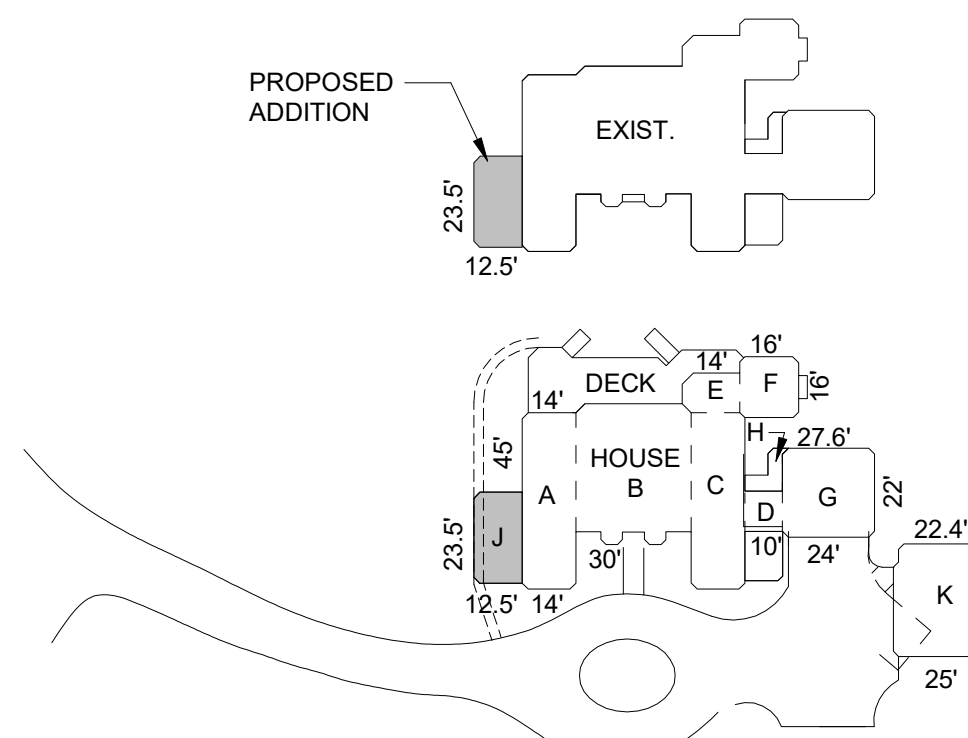 PROPOSED
ADDITION
EXIST.
23.5'
12.5'
16'
14'
DECK
E
F
16'
14'
H
27.6'
45'
HOUSE
A
B
C
G
22'
D
J
23.5'
30'
10'
24'
22.4'
12.5'
14'
K
25'